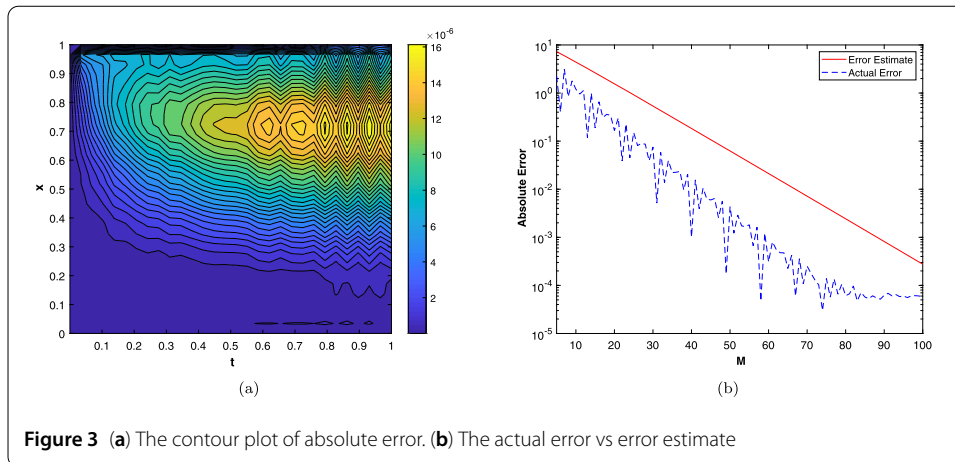 ×10⁻⁶
1
0.9
0.8
0.7
0.6
0.5
0.4
0.3
0.2
0.1
0
x
0.1 0.2 0.3 0.4 0.5 0.6 0.7 0.8 0.9 1
t
16
14
12
10
8
6
4
2
(a)
10¹
10⁰
10⁻¹
10⁻²
10⁻³
10⁻⁴
10⁻⁵
Absolute Error
Error Estimate
Actual Error
10 20 30 40 50 60 70 80 90 100
M
(b)
Figure 3 (a) The contour plot of absolute error. (b) The actual error vs error estimate